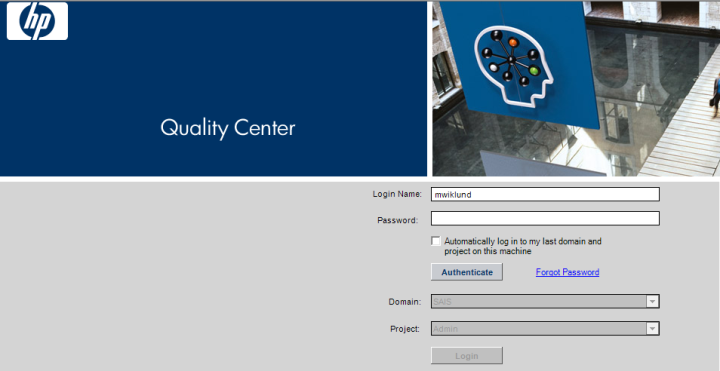 hp
Quality Center
Login Name: mwiklund
Password:
Automatically log in to my last domain and
project on this machine
Authenticate Forgot Password
Domain: SAIS
Project: Admin
Login